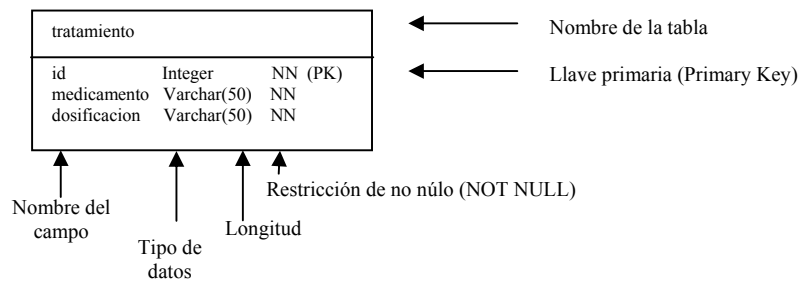 tratamiento
Nombre de la tabla
id Integer NN (PK)
Llave primaria (Primary Key)
medicamento Varchar(50) NN
dosificacion Varchar(50) NN
Restricción de no núlo (NOT NULL)
Nombre del
campo
Longitud
Tipo de
datos